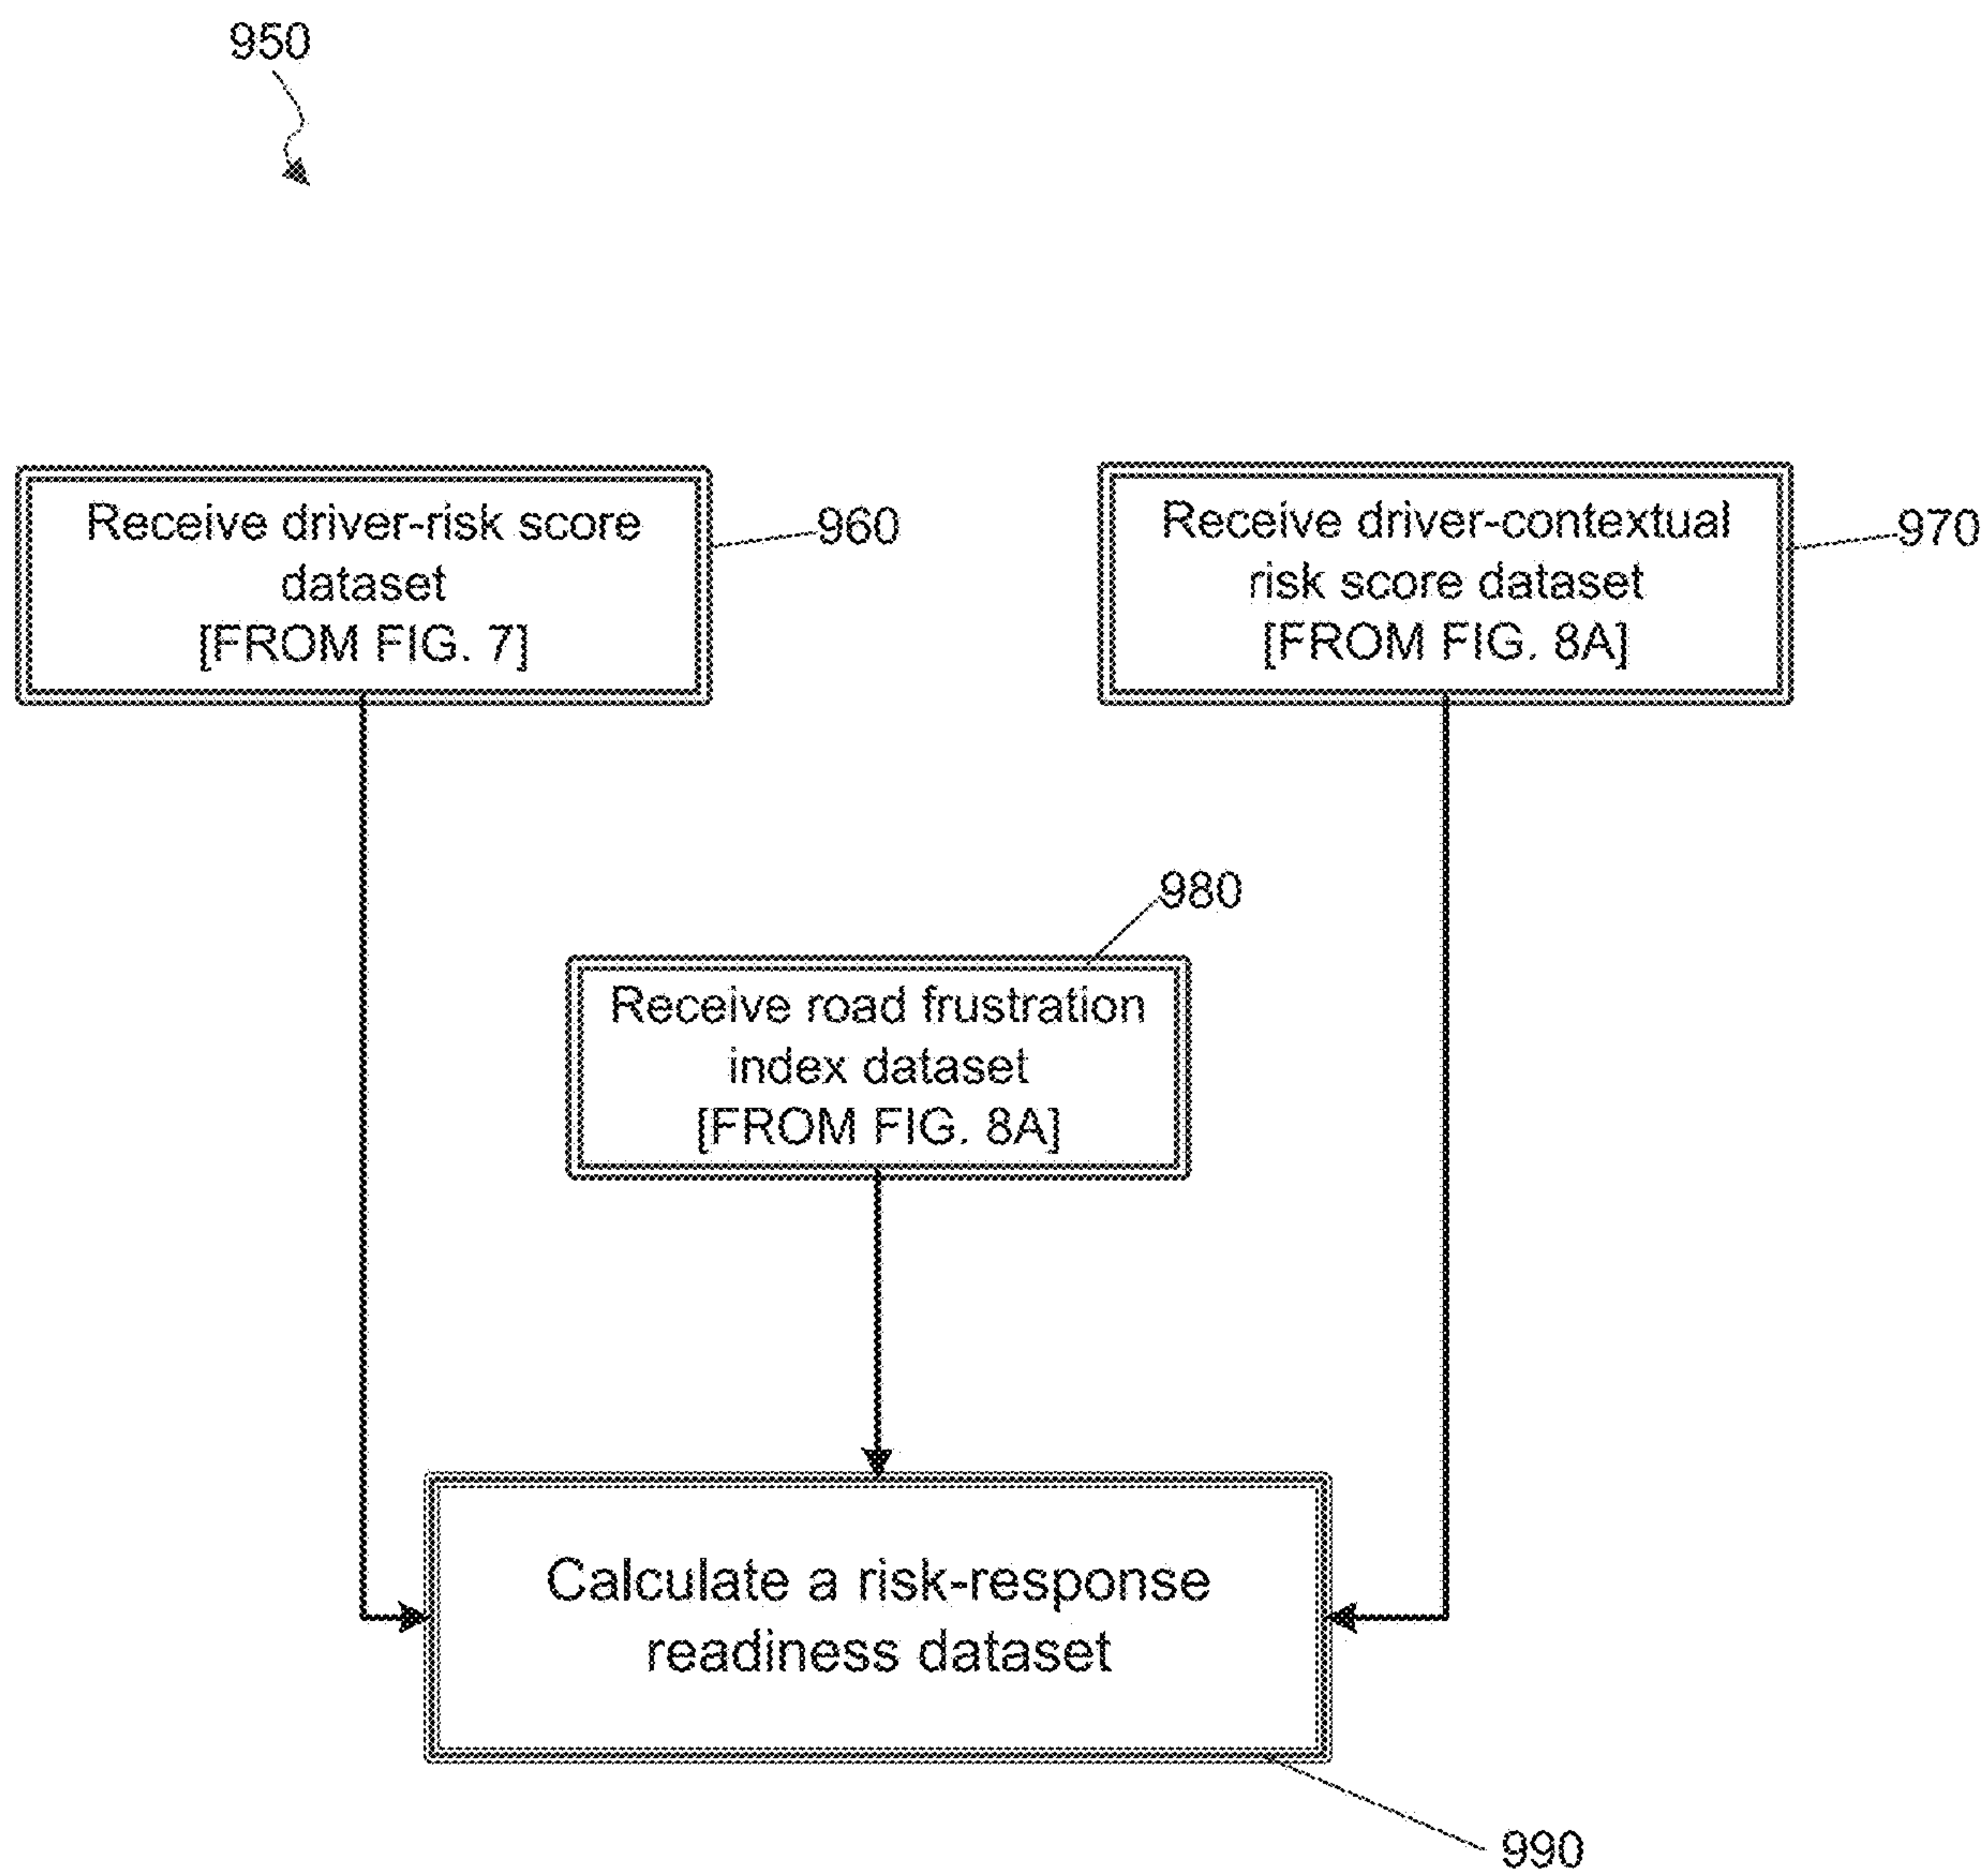 950
Receive driver-risk score
dataset
[FROM FIG. 7]
960
Receive driver-contextual
risk score dataset
[FROM FIG. 8A]
970
980
Receive road frustration
index dataset
[FROM FIG. 8A]
Calculate a risk-response
readiness dataset
990